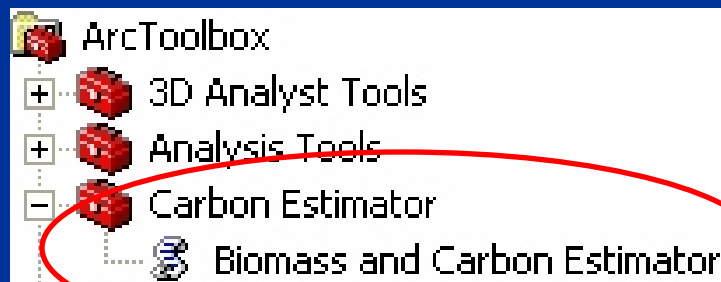 ArcToolbox
3D Analyst Tools
Analysis Tools
Carbon Estimator
Biomass and Carbon Estimator